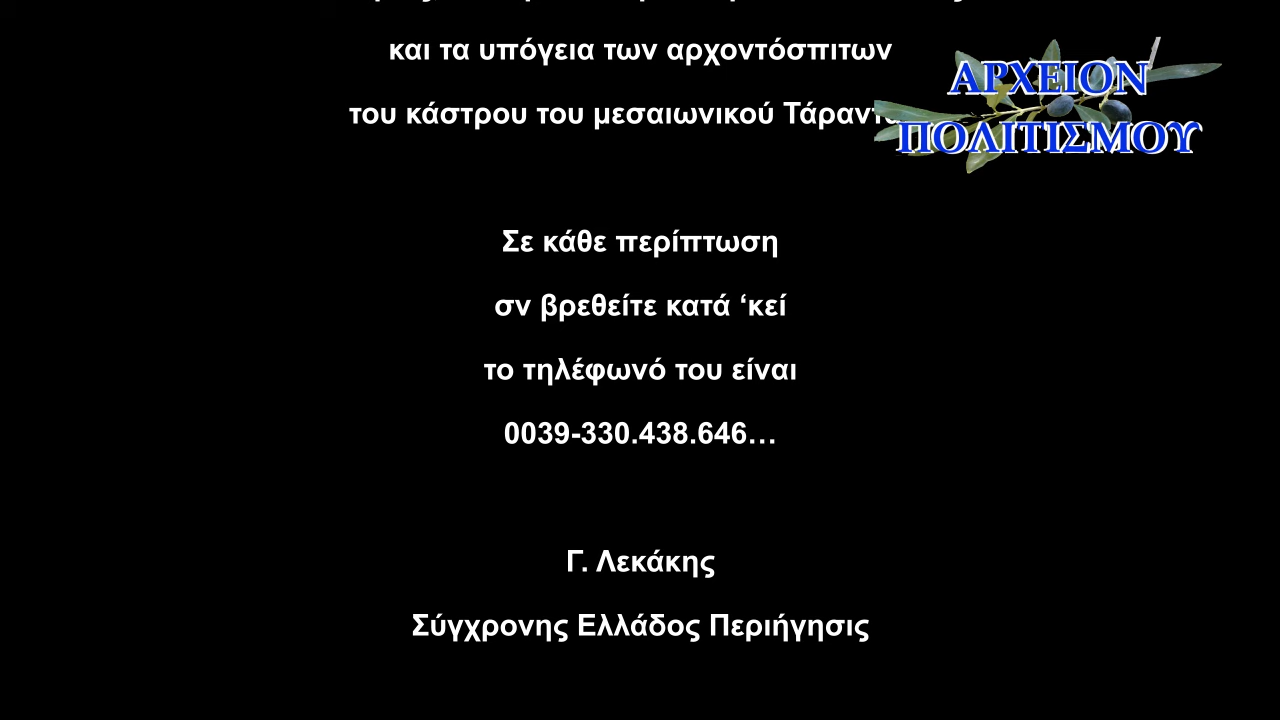 και τα υπόγεια των αρχοντόσπιτων
του κάστρου του μεσαιωνικού
ΑΡΧΕΙΟΝ
ΠΟΛΙΤΙΣΜΟΥ
Σε κάθε περίπτωση
σν βρεθείτε κατά ‘κεί
το τηλέφωνό του είναι
0039-330.438.646…
Γ. Λεκάκης
Σύγχρονης Ελλάδος Περιήγησις